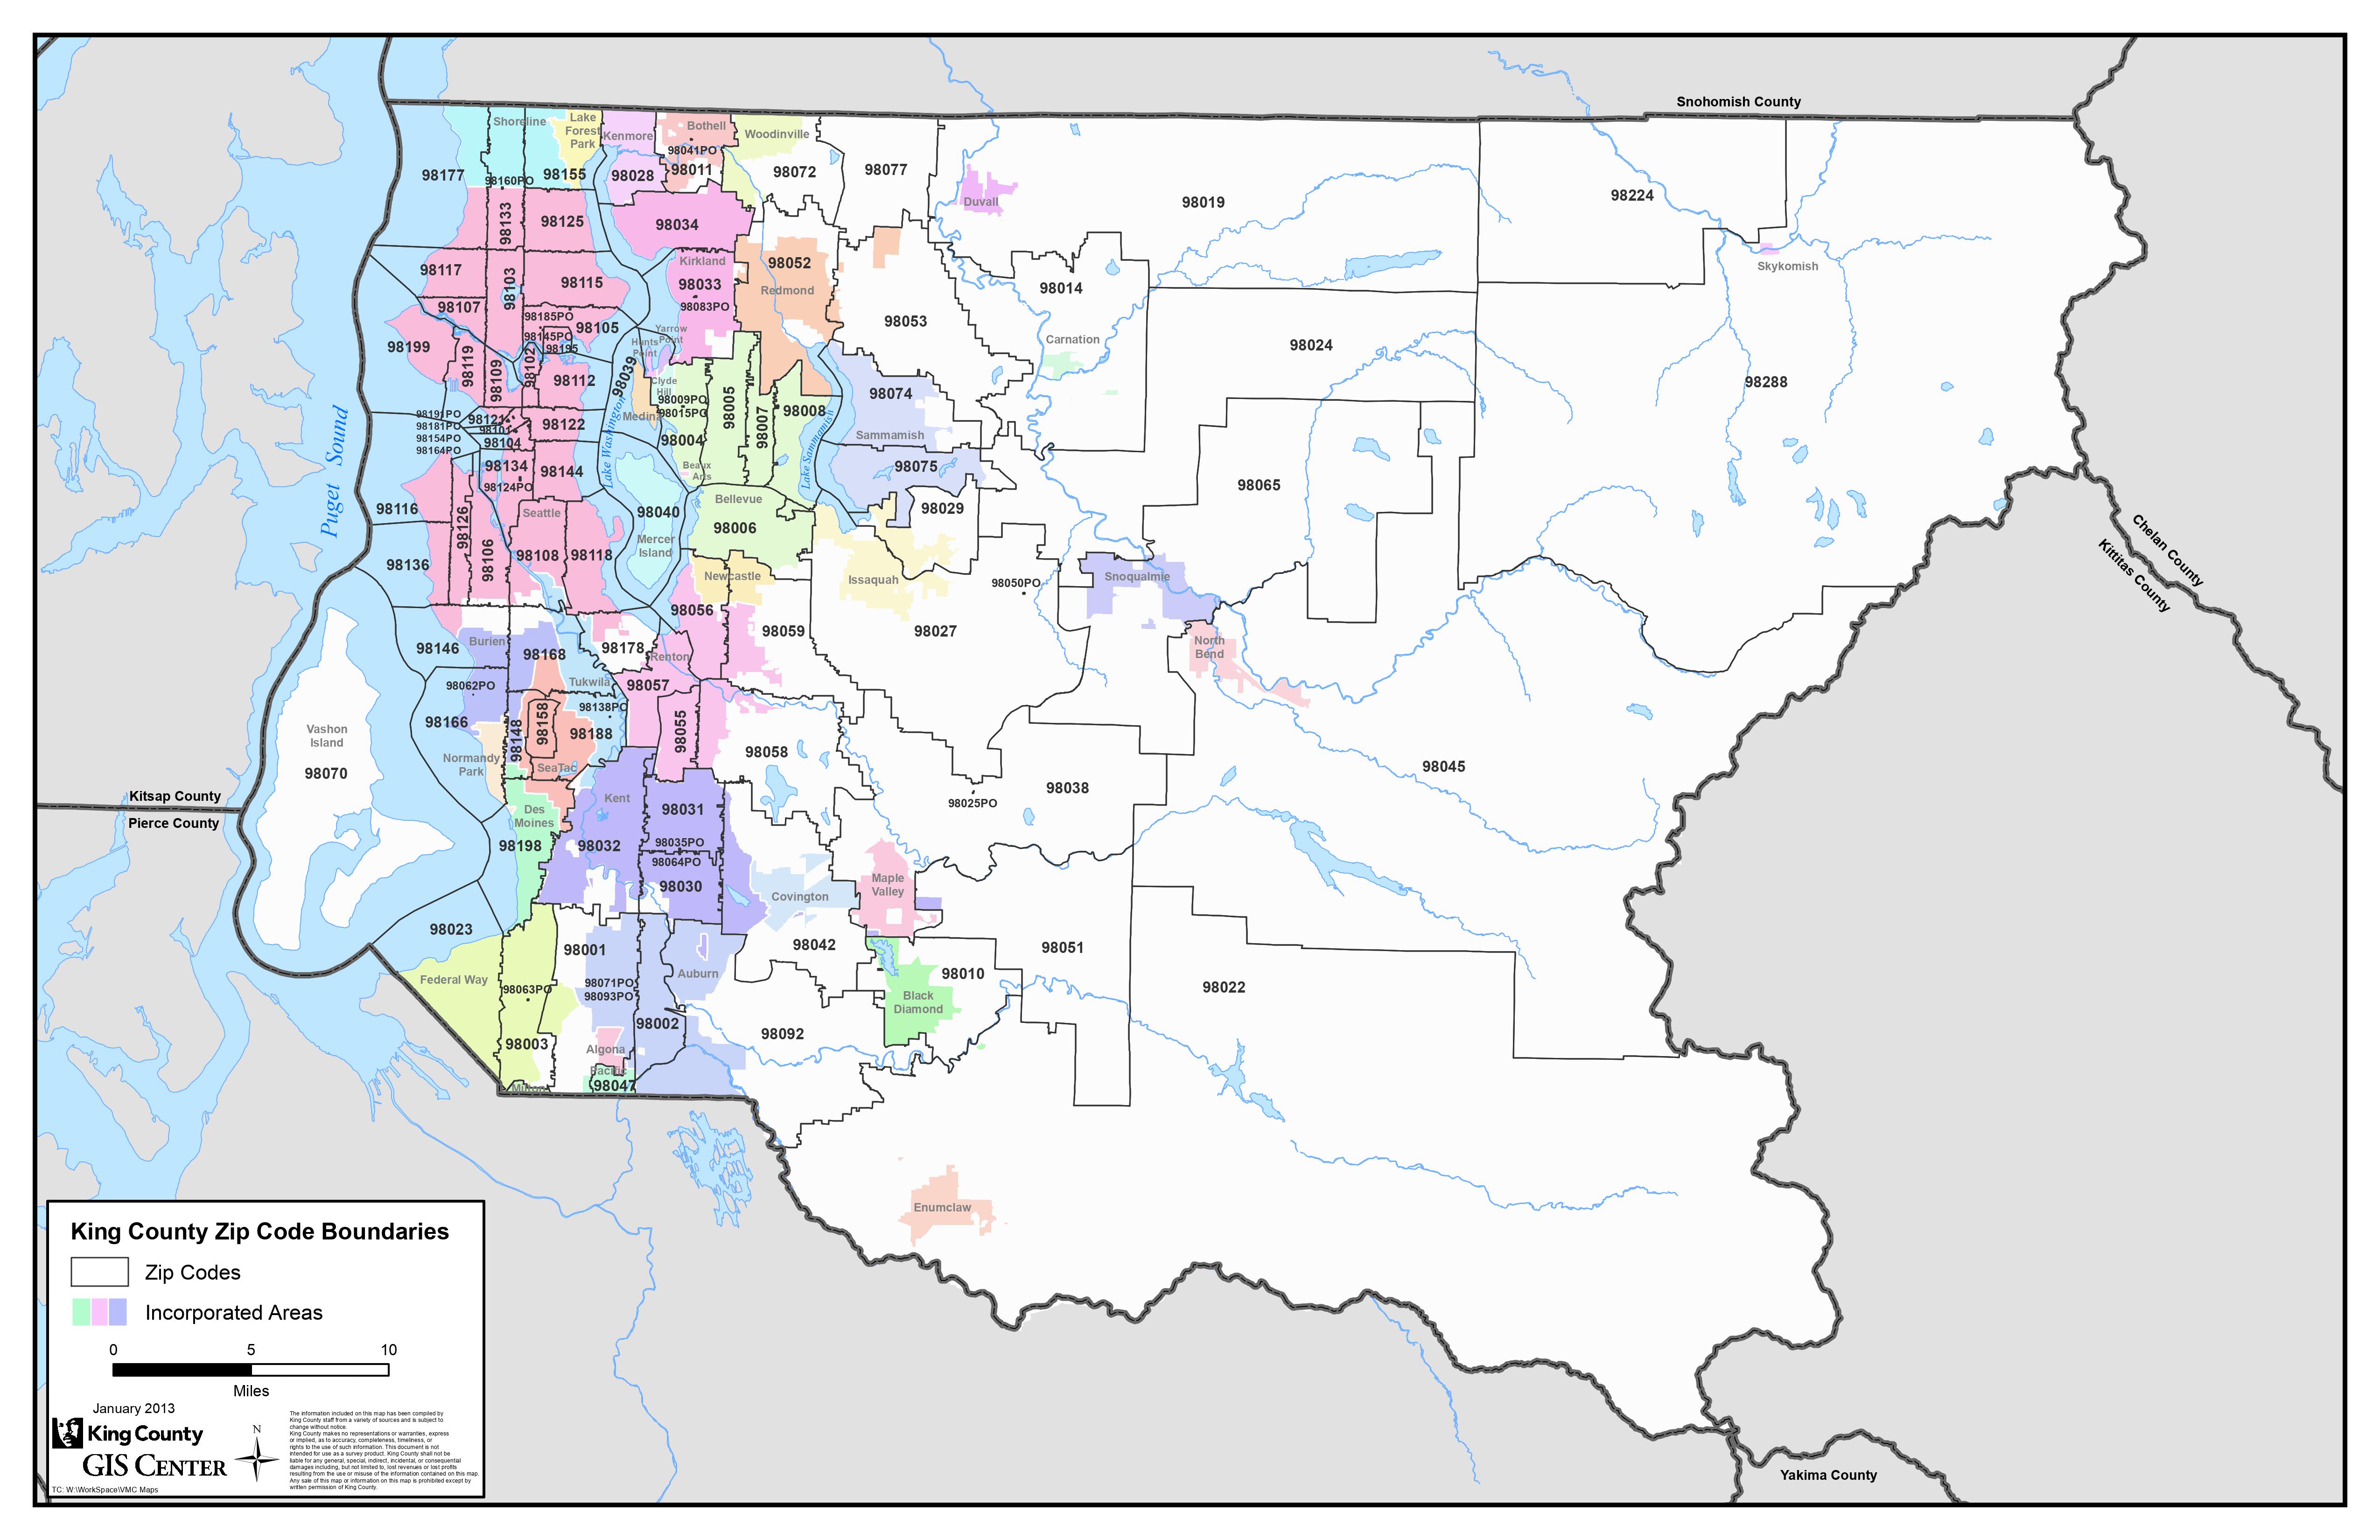 Snohomish County
Shoreline
Lake
Forest
Park
Kenmore
Bothell
Woodinville
98041PO
98177
98160PO
98155
98028
98011
98072
98077
98224
Duvall
98019
98133
98125
98034
Kirkland
98052
Redmond
Skykomish
98117
98103
98115
98033
98083PO
98014
98107
98185PO
98105
98145PO
98195
98053
Yarrow
Point
Hunts
Point
Carnation
98199
98119
98109
98102
98112
98039
98024
98288
Clyde
Hill
98009PO
98015PO
98005
98007
98008
98074
Medina
Puget Sound
98191PO
98181PO
98154PO
98164PO
98121
98101
98104
98122
Lake Washington
98004
Lake Sammamish
Sammamish
98134
98144
98124PO
Beaux
Arts
98075
98065
Bellevue
98116
98126
Seattle
98040
98006
98029
Mercer
Island
Chelan County
Kittitas County
98136
98106
98108
98118
Newcastle
Issaquah
98050PO
Snoqualmie
98056
98059
98027
North
Bend
98146
Burien
98168
98178
Renton
98062PO
Tukwila
98057
98166
98148
98158
98138PO
98188
98055
98058
Vashon
Island
98070
Normandy
Park
SeaTac
98045
Kitsap County
Pierce County
Kent
98031
98038
98025PO
Des
Moines
98198
98032
98035PO
98064PO
98030
Maple
Valley
Covington
98023
98001
98042
98051
Federal Way
98063PO
98071PO
98093PO
Auburn
98010
Black
Diamond
98022
98002
98092
98003
Algona
Pacific
98047
Milton
Enumclaw
King County Zip Code Boundaries
Zip Codes
Incorporated Areas
0 5 10
Miles
January 2013
King County
GIS CENTER
N
The information included on this map has been compiled by
King County staff from a variety of sources and is subject to
change without notice.
King County makes no representations or warranties, express
or implied, as to accuracy, completeness, timeliness, or
rights to the use of such information. This document is not
intended for use as a survey product. King County shall not be
liable for any general, special, indirect, incidental, or consequential
damages including, but not limited to, lost revenues or lost profits
resulting from the use or misuse of the information contained on this map.
Any sale of this map or information on this map is prohibited except by
written permission of King County.
TC: W:\WorkSpace\VMC Maps
Yakima County